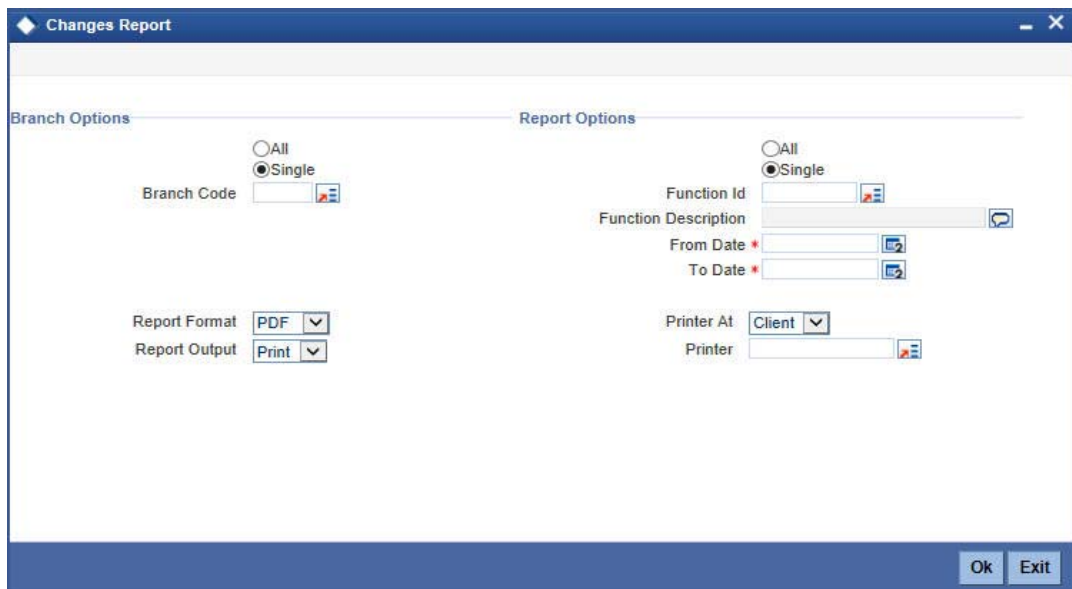 Changes Report
Branch Options
All
Single
Branch Code
Report Options
All
Single
Function Id
Function Description
From Date *
To Date *
Report Format PDF
Report Output Print
Printer At Client
Printer
Ok Exit